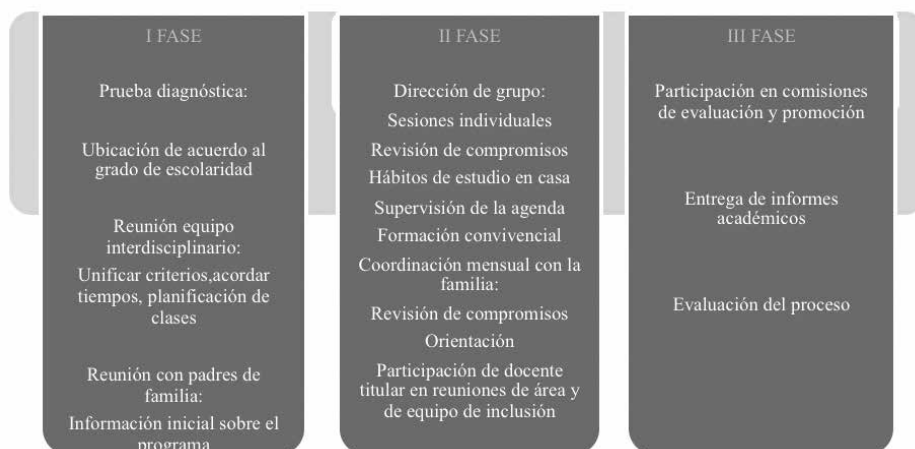 I FASE
Prueba diagnóstica:
Ubicación de acuerdo al
grado de escolaridad
Reunión equipo
interdisciplinario:
Unificar criterios,acordar
tiempos, planificación de
clases
Reunión con padres de
familia:
Información inicial sobre el
programa
II FASE
Dirección de grupo:
Sesiones individuales
Revisión de compromisos
Hábitos de estudio en casa
Supervisión de la agenda
Formación convivencial
Coordinación mensual con la
familia:
Revisión de compromisos
Orientación
Participación de docente
titular en reuniones de área y
de equipo de inclusión
III FASE
Participación en comisiones
de evaluación y promoción
Entrega de informes
académicos
Evaluación del proceso